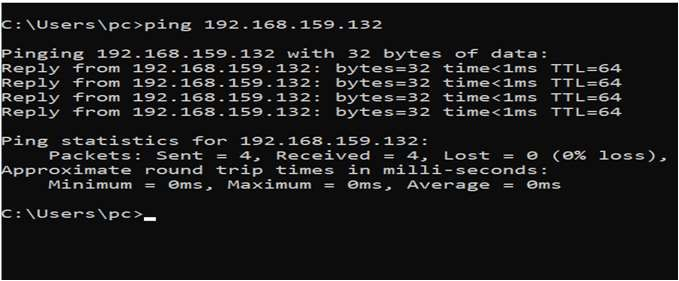 C:\Users\pc>ping 192.168.159.132
Pinging 192.168.159.132 with 32 bytes of data:
Reply from 192.168.159.132: bytes=32 time<1ms TTL=64
Reply from 192.168.159.132: bytes=32 time<1ms TTL=64
Reply from 192.168.159.132: bytes=32 time<1ms TTL=64
Reply from 192.168.159.132: bytes=32 time<1ms TTL=64
Ping statistics for 192.168.159.132:
    Packets: Sent = 4, Received = 4, Lost = 0 (0% loss),
Approximate round trip times in milli-seconds:
    Minimum = 0ms, Maximum = 0ms, Average = 0ms
C:\Users\pc>